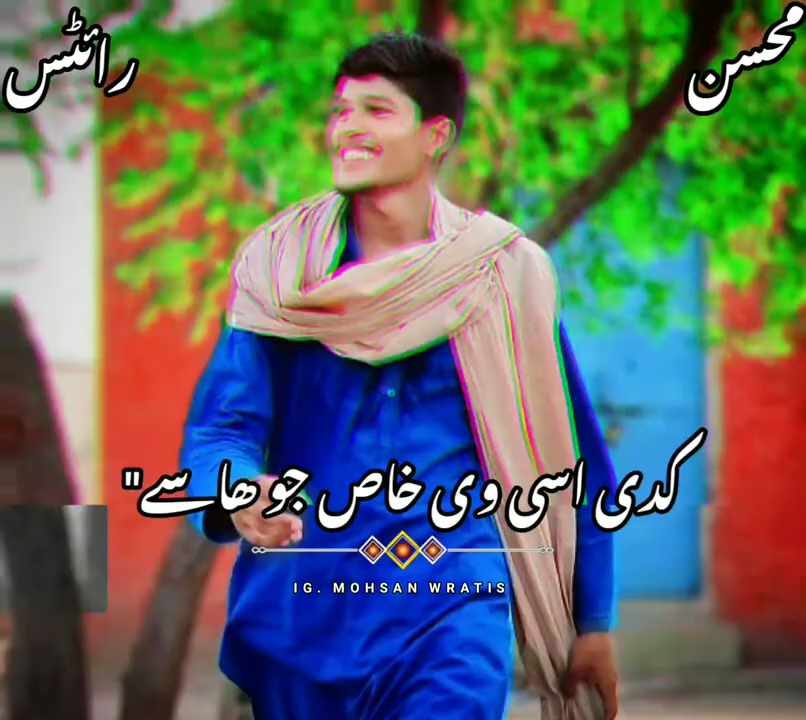 محسن
رائٹس
کدی اسی وی خاص جو ھا سے"
IG. MOHSAN WRATIS